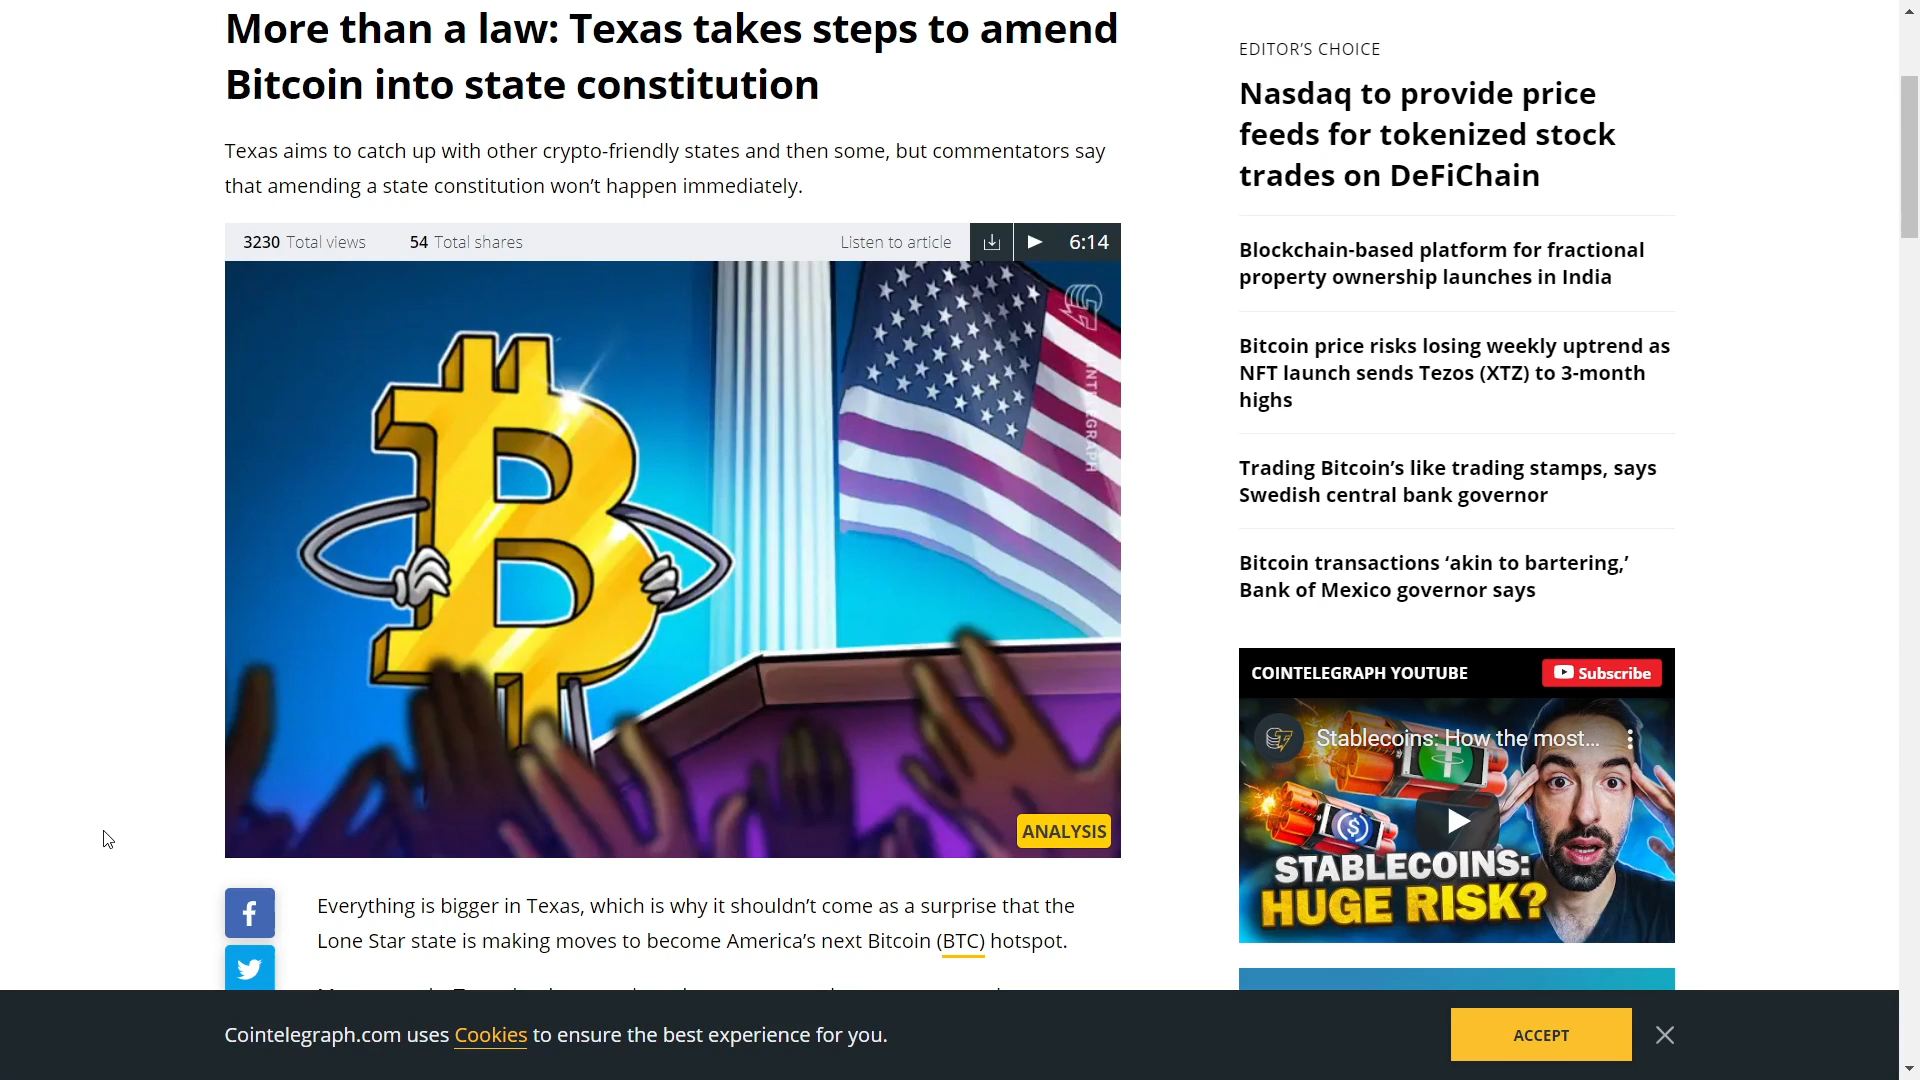 More than a law: Texas takes steps to amend
Bitcoin into state constitution
Texas aims to catch up with other crypto-friendly states and then some, but commentators say
that amending a state constitution won’t happen immediately.
3230 Total views 54 Total shares Listen to article 6:14
ANALYSIS
Everything is bigger in Texas, which is why it shouldn’t come as a surprise that the
Lone Star state is making moves to become America’s next Bitcoin (BTC) hotspot.
EDITOR’S CHOICE
Nasdaq to provide price
feeds for tokenized stock
trades on DeFiChain
Blockchain-based platform for fractional
property ownership launches in India
Bitcoin price risks losing weekly uptrend as
NFT launch sends Tezos (XTZ) to 3-month
highs
Trading Bitcoin’s like trading stamps, says
Swedish central bank governor
Bitcoin transactions ‘akin to bartering,’
Bank of Mexico governor says
COINTELEGRAPH YOUTUBE Subscribe
Stablecoins: How the most...
STABLECOINS:
HUGE RISK?
Cointelegraph.com uses Cookies to ensure the best experience for you.
ACCEPT